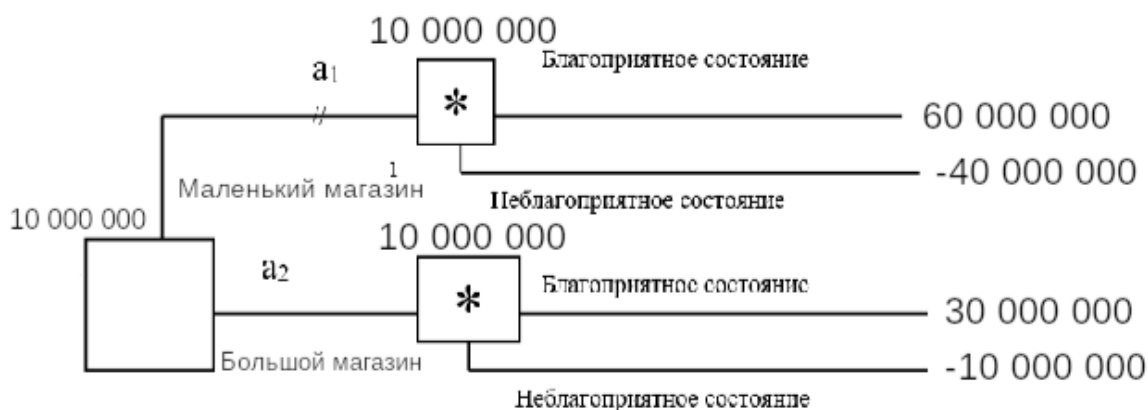 10 000 000
Благоприятное состояние
a1
*
60 000 000
1
-40 000 000
Маленький магазин
Неблагоприятное состояние
10 000 000
10 000 000
a2
*
Благоприятное состояние
30 000 000
Большой магазин
-10 000 000
Неблагоприятное состояние